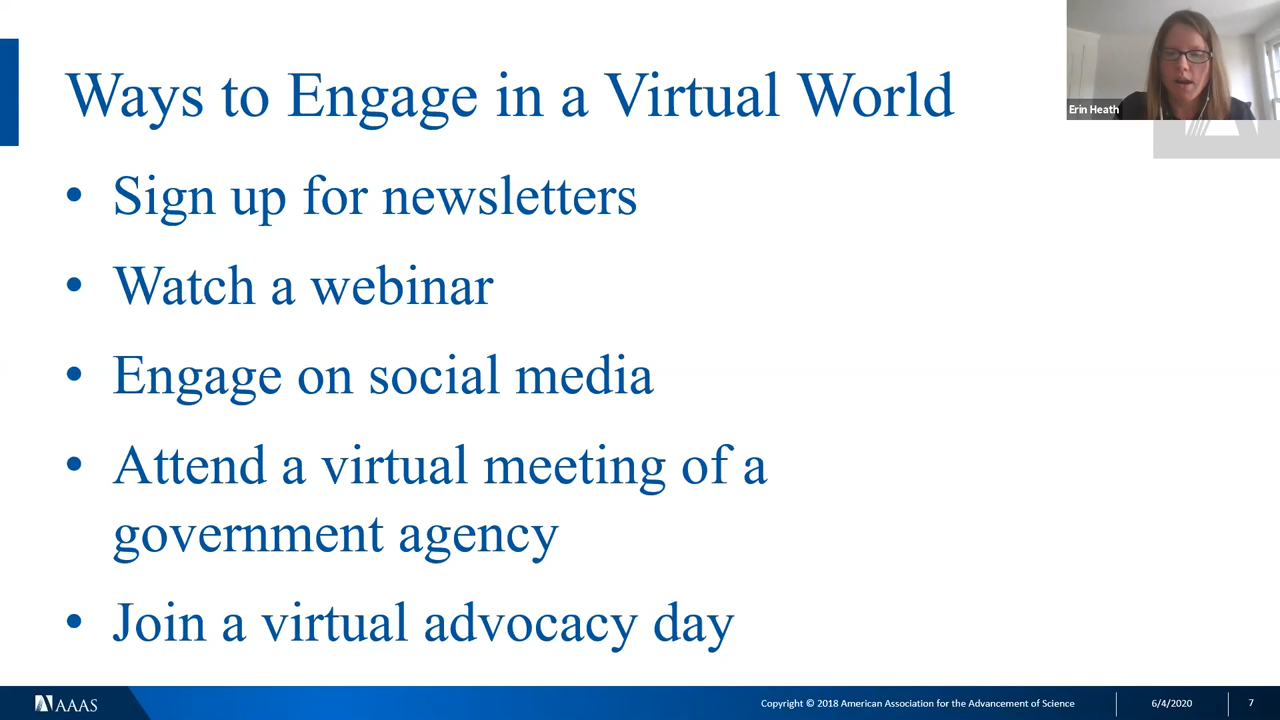 Ways to Engage in a Virtual World
Erin Heath
• Sign up for newsletters
• Watch a webinar
• Engage on social media
• Attend a virtual meeting of a
government agency
• Join a virtual advocacy day
AAAS
Copyright © 2018 American Association for the Advancement of Science
6/4/2020
7